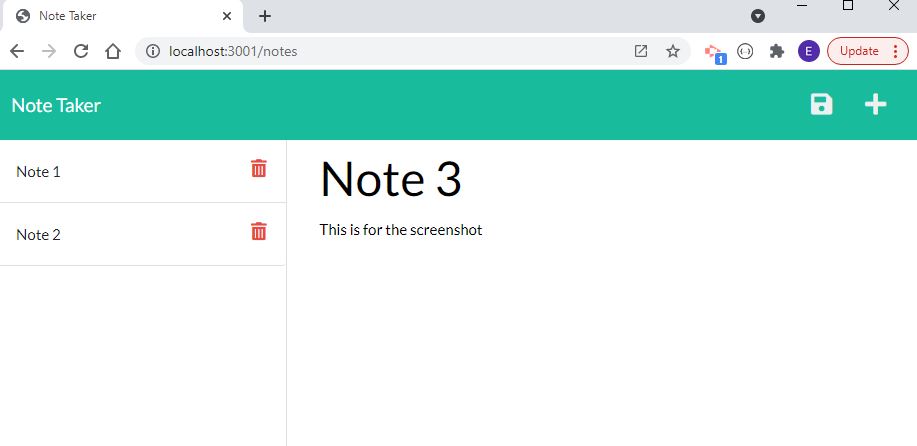 Note Taker
localhost:3001/notes
1
E
Update
Note Taker
Note 1
Note 2
Note 3
This is for the screenshot